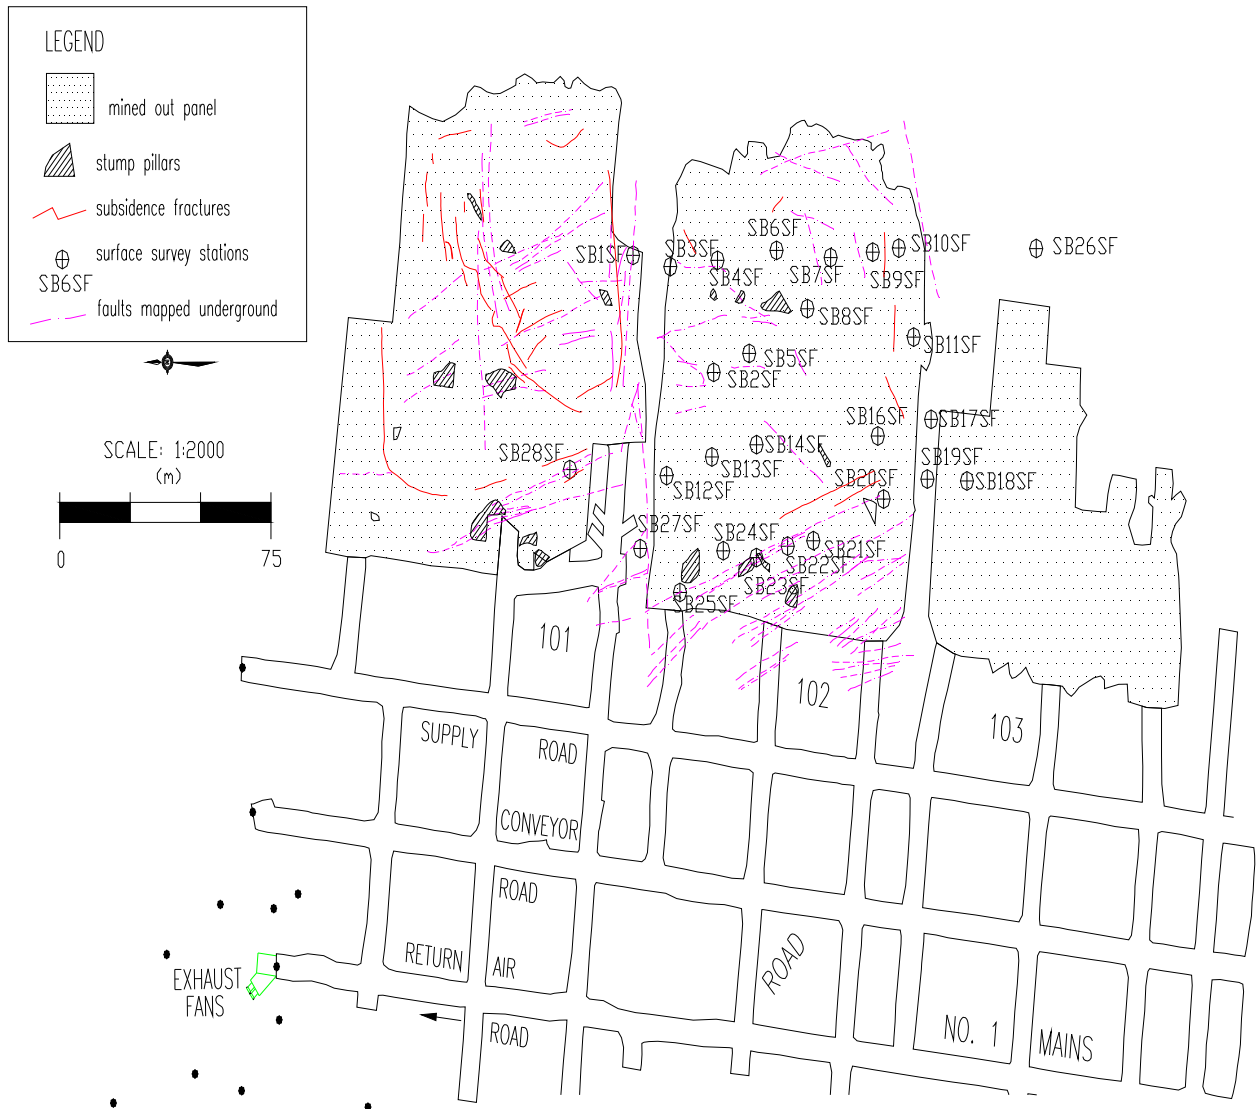 LEGEND
mined out panel
stump pillars
subsidence fractures
surface survey stations
SB6SF
faults mapped underground
SCALE: 1:2000
(m)
0 75
SB1SF
SB3SF
SB4SF
SB6SF
SB7SF
SB9SF
SB10SF
SB26SF
SB8SF
SB11SF
SB5SF
SB2SF
SB16SF
SB17SF
SB28SF
SB14SF
SB13SF
SB12SF
SB20SF
SB19SF
SB18SF
SB27SF
SB24SF
SB21SF
SB22SF
SB23SF
SB25SF
101
102
103
SUPPLY ROAD
CONVEYOR
ROAD
RETURN AIR
ROAD
ROAD
EXHAUST
FANS
NO. 1 MAINS